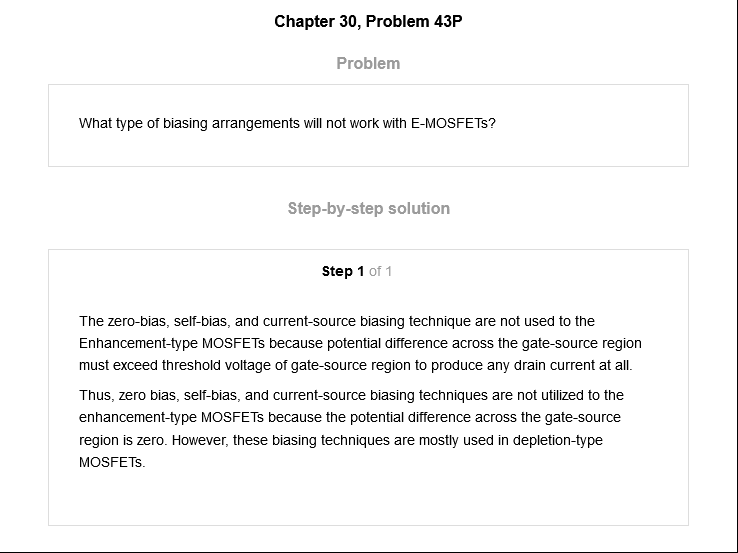 Chapter 30, Problem 43P
Problem
What type of biasing arrangements will not work with E-MOSFETs?
Step-by-step solution
Step 1 of 1
The zero-bias, self-bias, and current-source biasing technique are not used to the
Enhancement-type MOSFETs because potential difference across the gate-source region
must exceed threshold voltage of gate-source region to produce any drain current at all.
Thus, zero bias, self-bias, and current-source biasing techniques are not utilized to the
enhancement-type MOSFETs because the potential difference across the gate-source
region is zero. However, these biasing techniques are mostly used in depletion-type
MOSFETs.